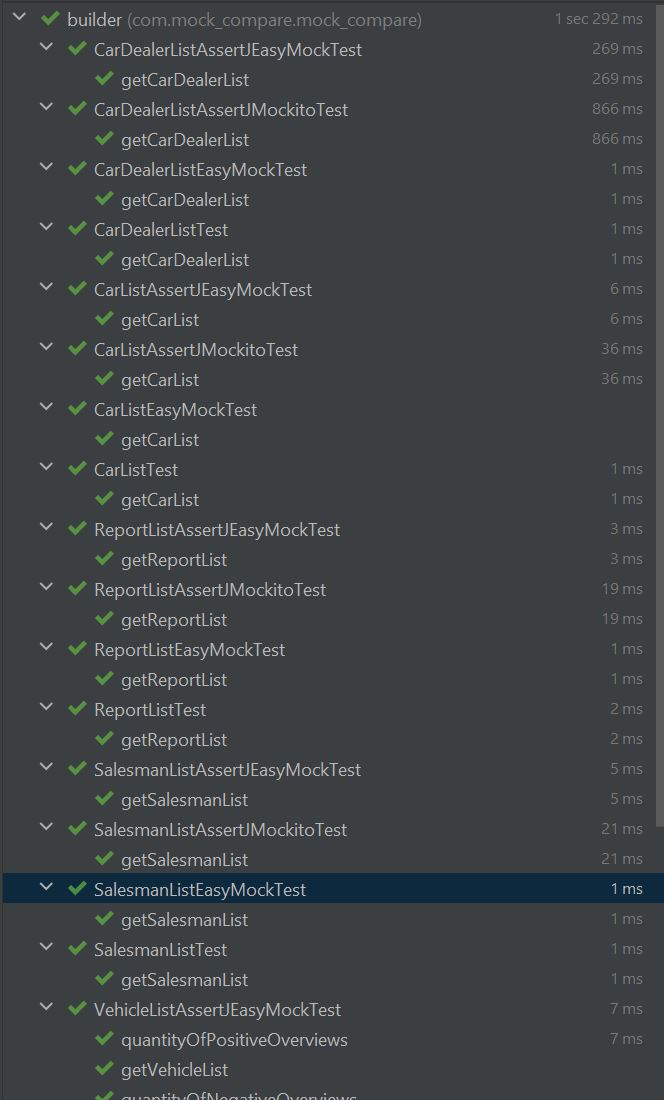 builder (com.mock_compare.mock_compare) 1 sec 292 ms
CarDealerListAssertJEasyMockTest 269 ms
getCarDealerList 269 ms
CarDealerListAssertJMockitoTest 866 ms
getCarDealerList 866 ms
CarDealerListEasyMockTest 1 ms
getCarDealerList 1 ms
CarDealerListTest 1 ms
getCarDealerList 1 ms
CarListAssertJEasyMockTest 6 ms
getCarList 6 ms
CarListAssertJMockitoTest 36 ms
getCarList 36 ms
CarListEasyMockTest
getCarList
CarListTest 1 ms
getCarList 1 ms
ReportListAssertJEasyMockTest 3 ms
getReportList 3 ms
ReportListAssertJMockitoTest 19 ms
getReportList 19 ms
ReportListEasyMockTest 1 ms
getReportList 1 ms
ReportListTest 2 ms
getReportList 2 ms
SalesmanListAssertJEasyMockTest 5 ms
getSalesmanList 5 ms
SalesmanListAssertJMockitoTest 21 ms
getSalesmanList 21 ms
SalesmanListEasyMockTest 1 ms
getSalesmanList 1 ms
SalesmanListTest 1 ms
getSalesmanList 1 ms
VehicleListAssertJEasyMockTest 7 ms
quantityOfPositiveOverviews 7 ms
getVehicleList
quantityOfNegativeOverviews